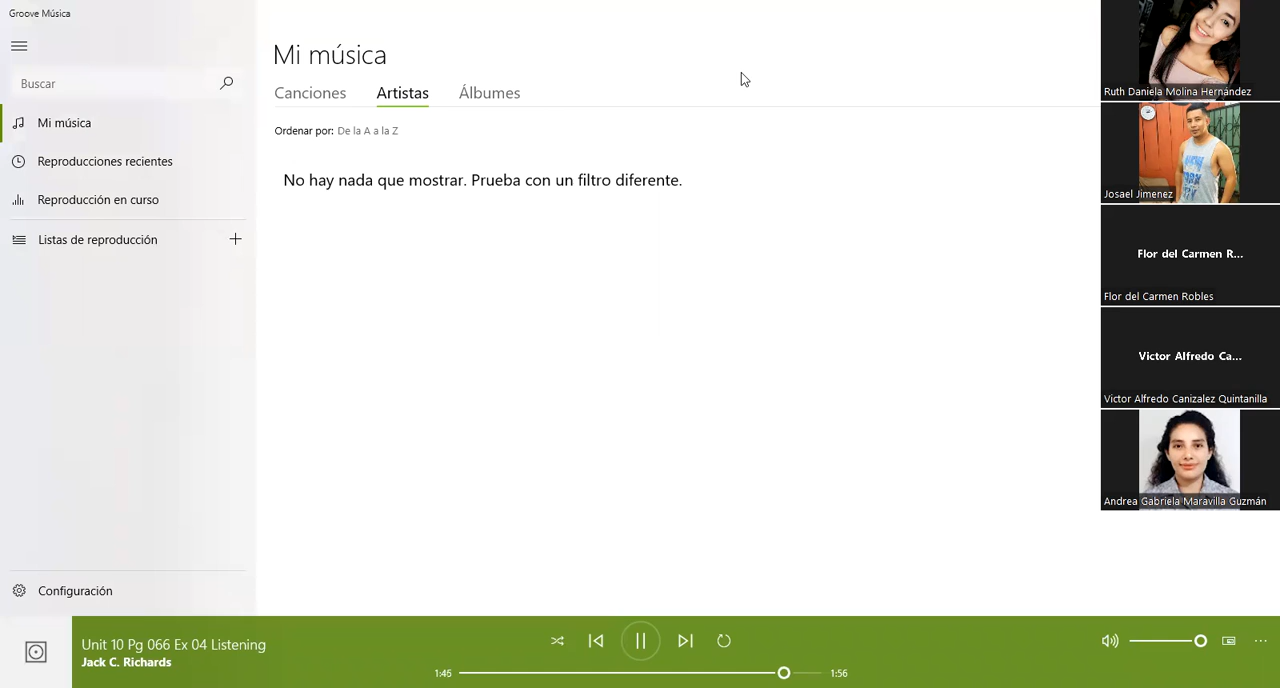 Groove Música
Buscar
Mi música
Reproducciones recientes
Reproducción en curso
Listas de reproducción
Configuración
Mi música
Canciones Artistas Álbumes
Ordenar por: De la A a la Z
No hay nada que mostrar. Prueba con un filtro diferente.
Ruth Daniela Molina Hernández
Josael Jimenez
Flor del Carmen R...
Flor del Carmen Robles
Victor Alfredo Ca...
Victor Alfredo Canizalez Quintanilla
Andrea Gabriela Maravilla Guzmán
Unit 10 Pg 066 Ex 04 Listening
Jack C. Richards
1:46
1:56